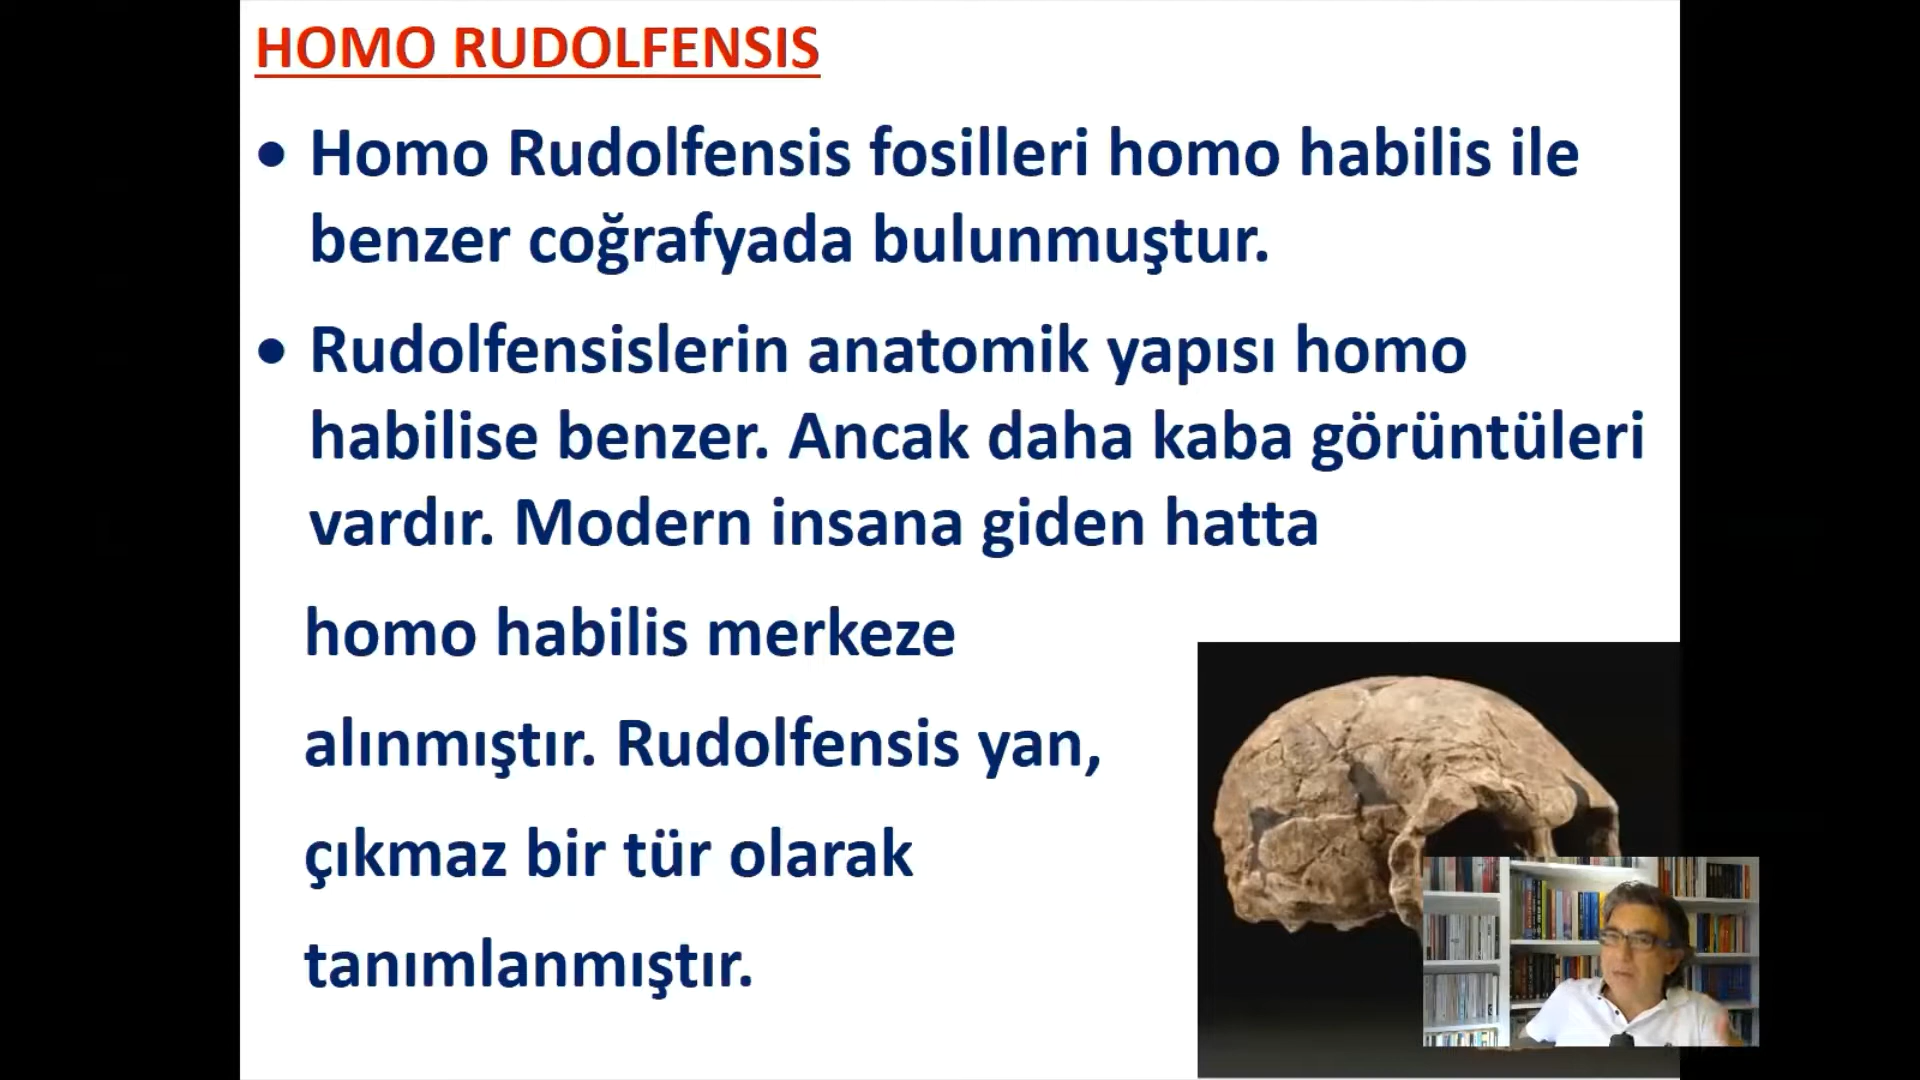 HOMO RUDOLFENSIS
• Homo Rudolfensis fosilleri homo habilis ile
benzer coğrafyada bulunmuştur.
• Rudolfensislerin anatomik yapısı homo
habilise benzer. Ancak daha kaba görüntüleri
vardır. Modern insana giden hatta
homo habilis merkeze
alınmıştır. Rudolfensis yan,
çıkmaz bir tür olarak
tanımlanmıştır.